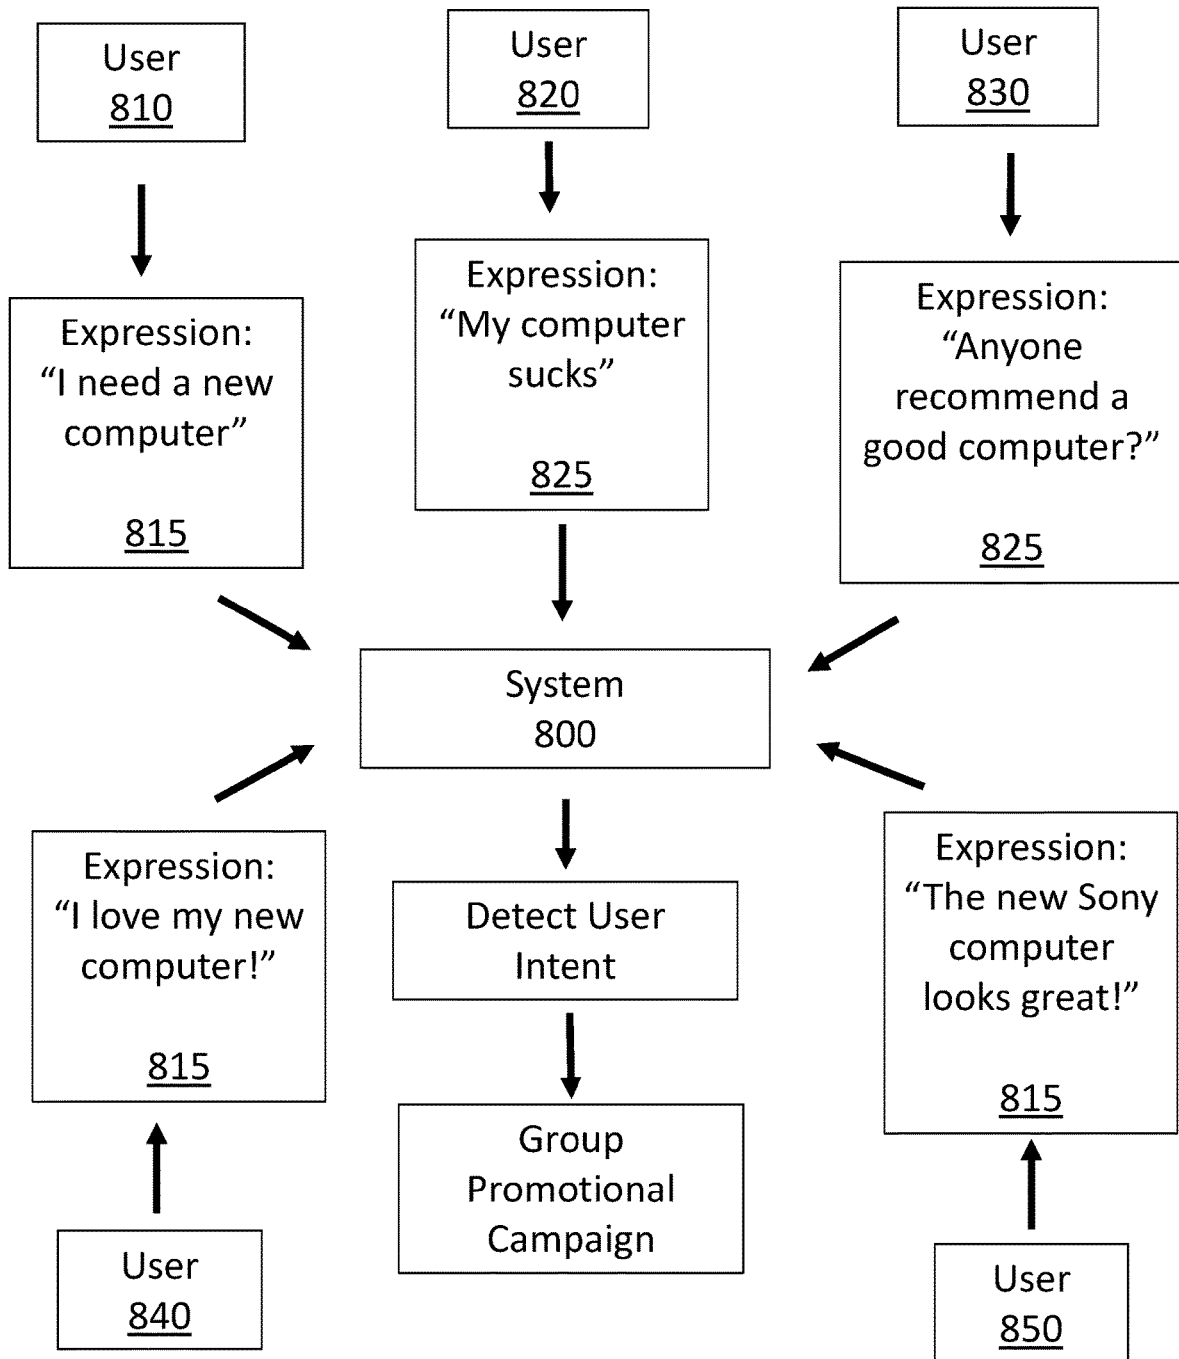 User
810
User
820
User
830
Expression:
“I need a new
computer”
815
Expression:
“My computer
sucks”
825
Expression:
“Anyone
recommend a
good computer?”
825
System
800
Expression:
“I love my new
computer!”
815
Detect User
Intent
Expression:
“The new Sony
computer
looks great!”
815
Group
Promotional
Campaign
User
840
User
850